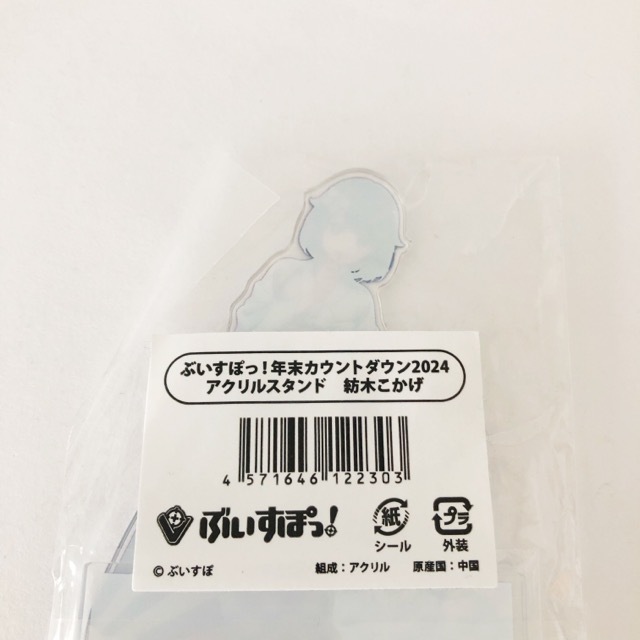 ぶいすぽっ！年末カウントダウン2024
アクリルスタンド　紡木こかげ
4 571646 122303
ぶいすぽっ！
紙
シール
プラ
外装
© ぶいすぽ
組成：アクリル　原産国：中国